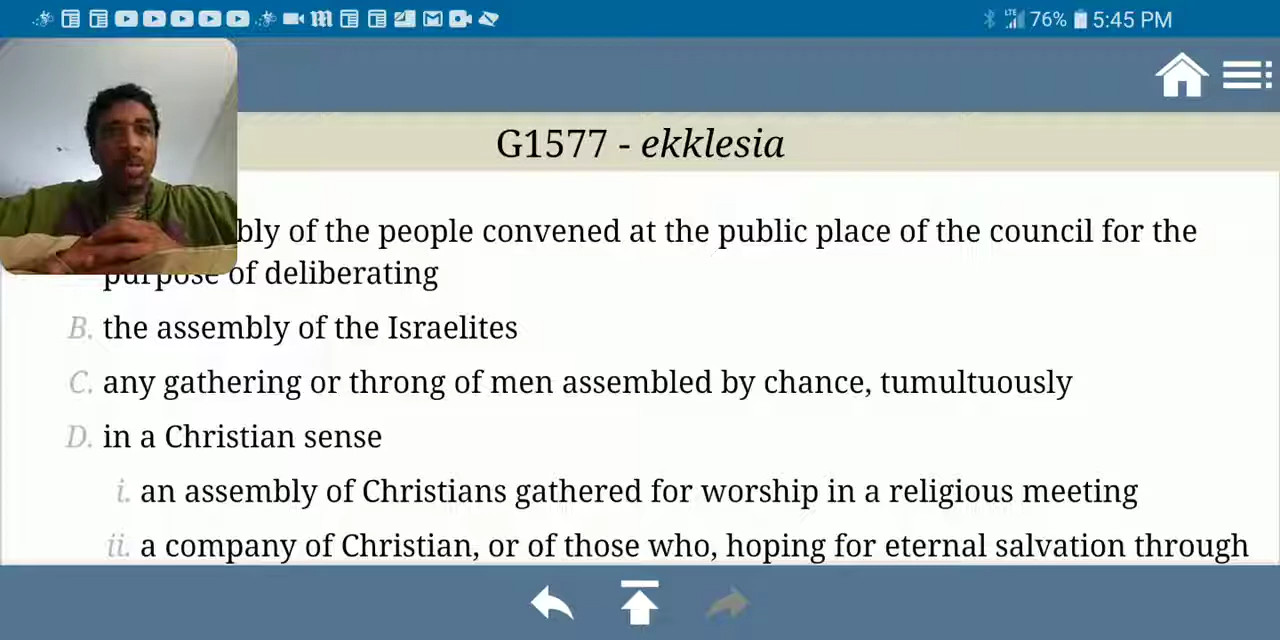 76% 5:45 PM
G1577 - ekklesia
bly of the people convened at the public place of the council for the
purpose of deliberating
B. the assembly of the Israelites
C. any gathering or throng of men assembled by chance, tumultuously
D. in a Christian sense
i. an assembly of Christians gathered for worship in a religious meeting
ii. a company of Christian, or of those who, hoping for eternal salvation through